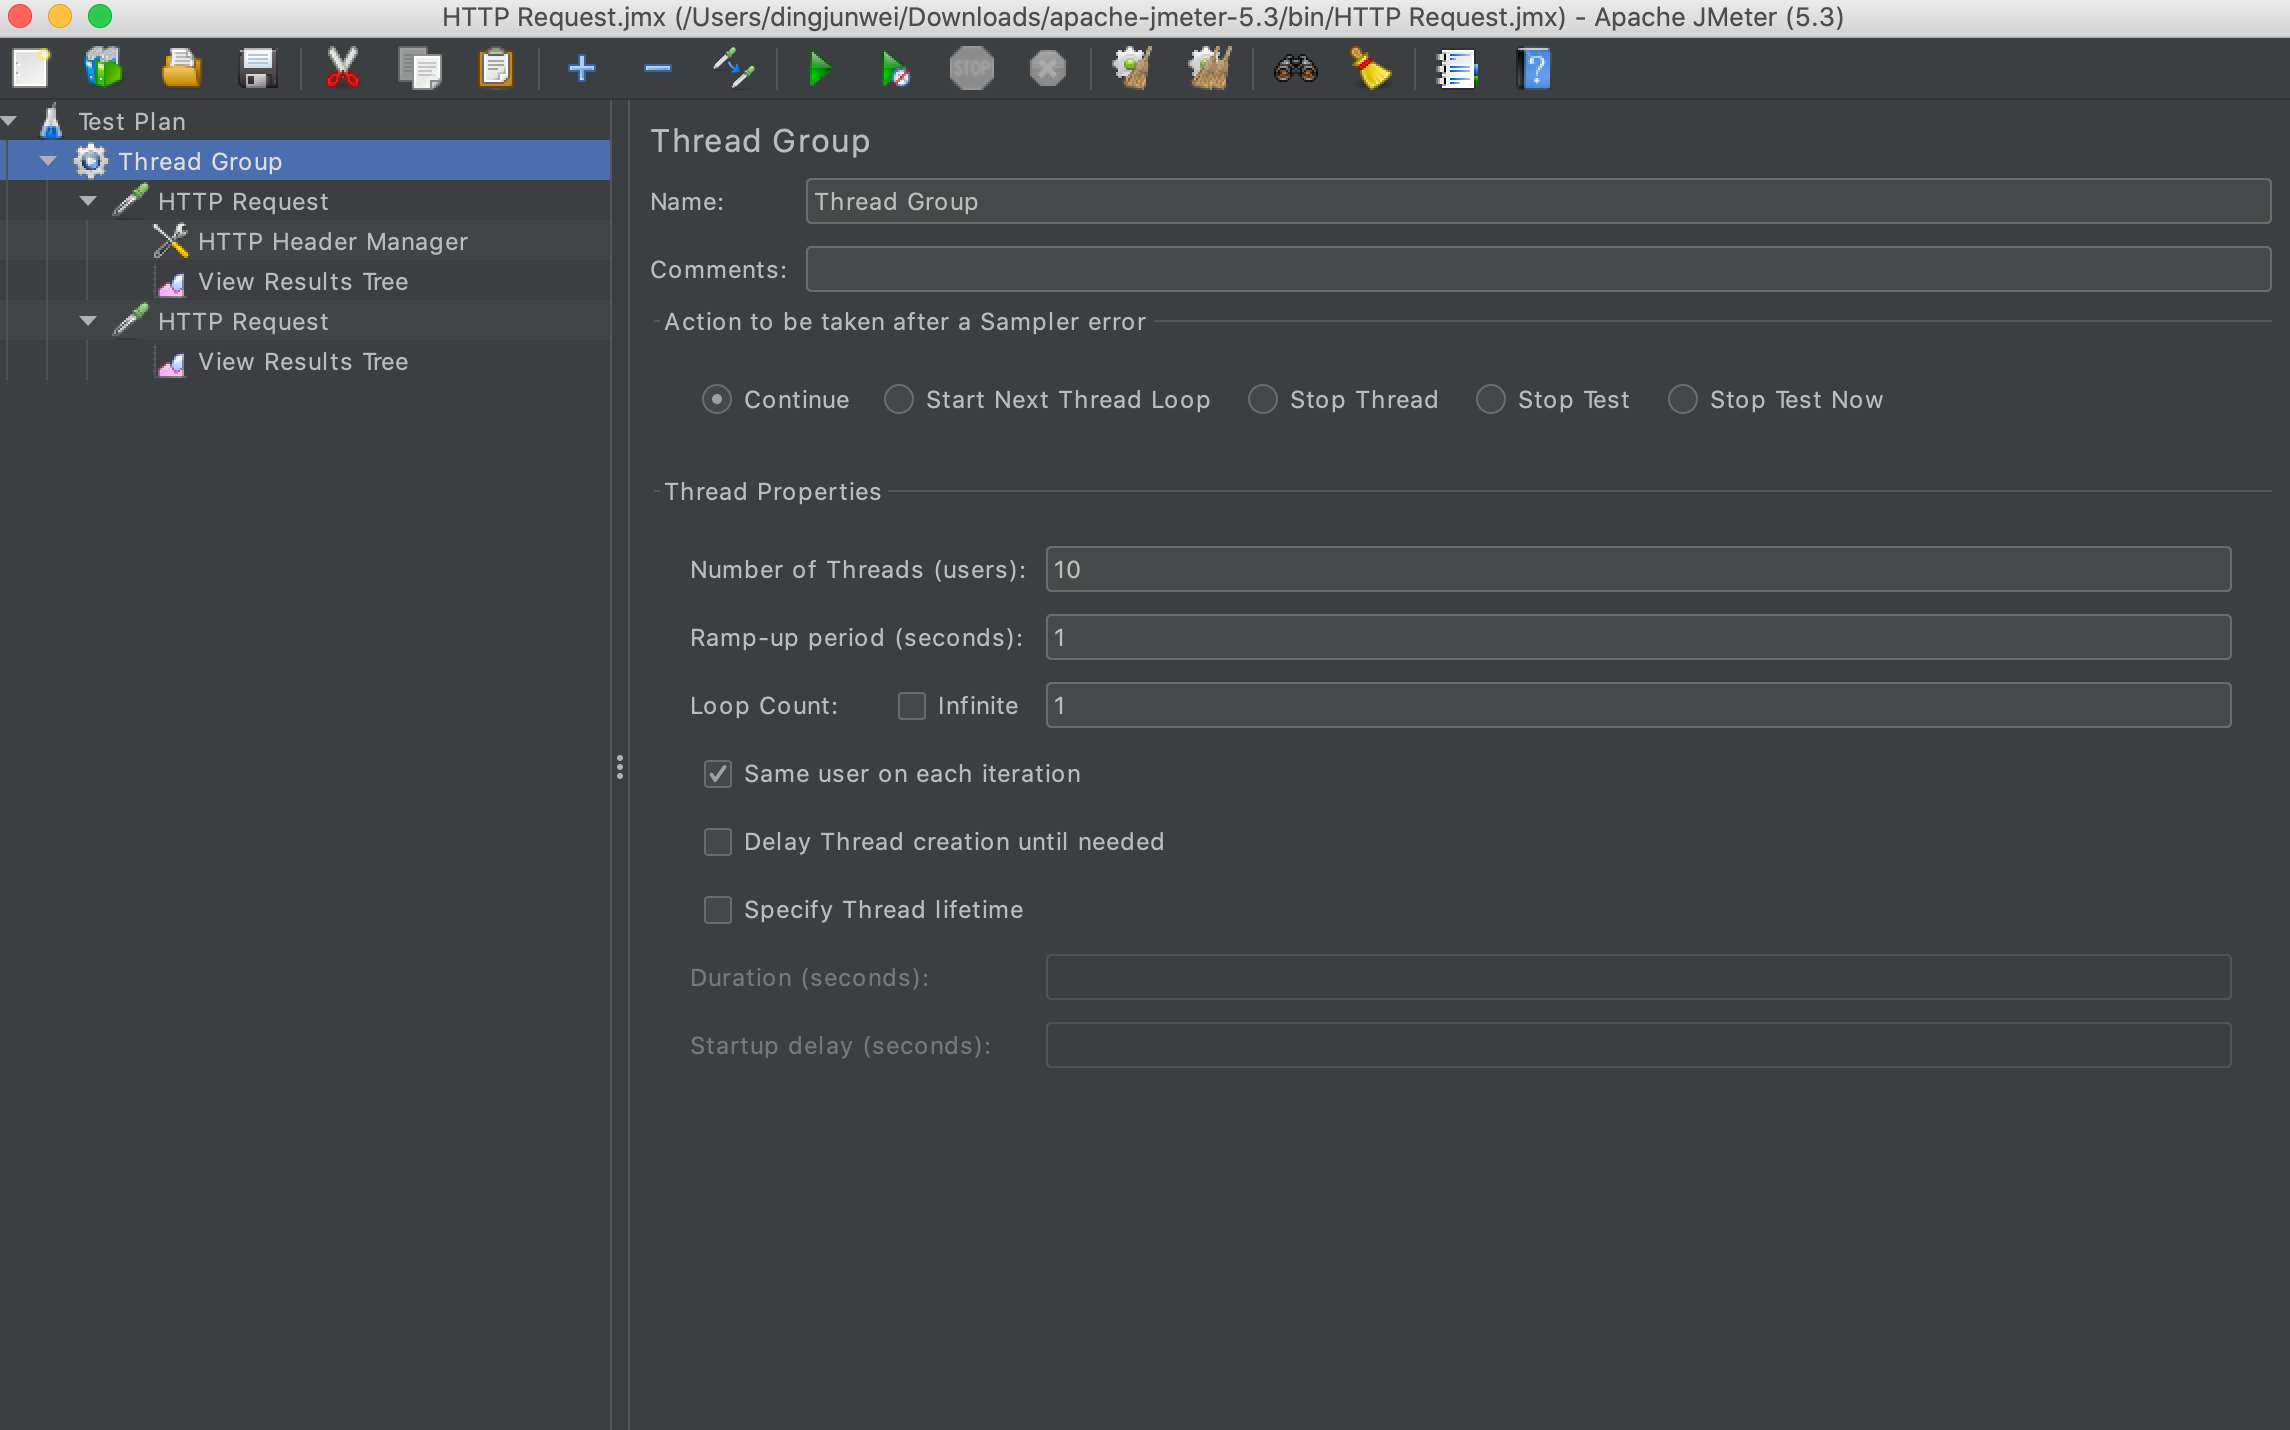 HTTP Request.jmx (/Users/dingjunwei/Downloads/apache-jmeter-5.3/bin/HTTP Request.jmx) - Apache JMeter (5.3)
STOP
?
Test Plan
Thread Group
HTTP Request
HTTP Header Manager
View Results Tree
HTTP Request
View Results Tree
Thread Group
Name: Thread Group
Comments:
Action to be taken after a Sampler error
Continue Start Next Thread Loop Stop Thread Stop Test Stop Test Now
Thread Properties
Number of Threads (users): 10
Ramp-up period (seconds): 1
Loop Count: Infinite 1
Same user on each iteration
Delay Thread creation until needed
Specify Thread lifetime
Duration (seconds):
Startup delay (seconds):